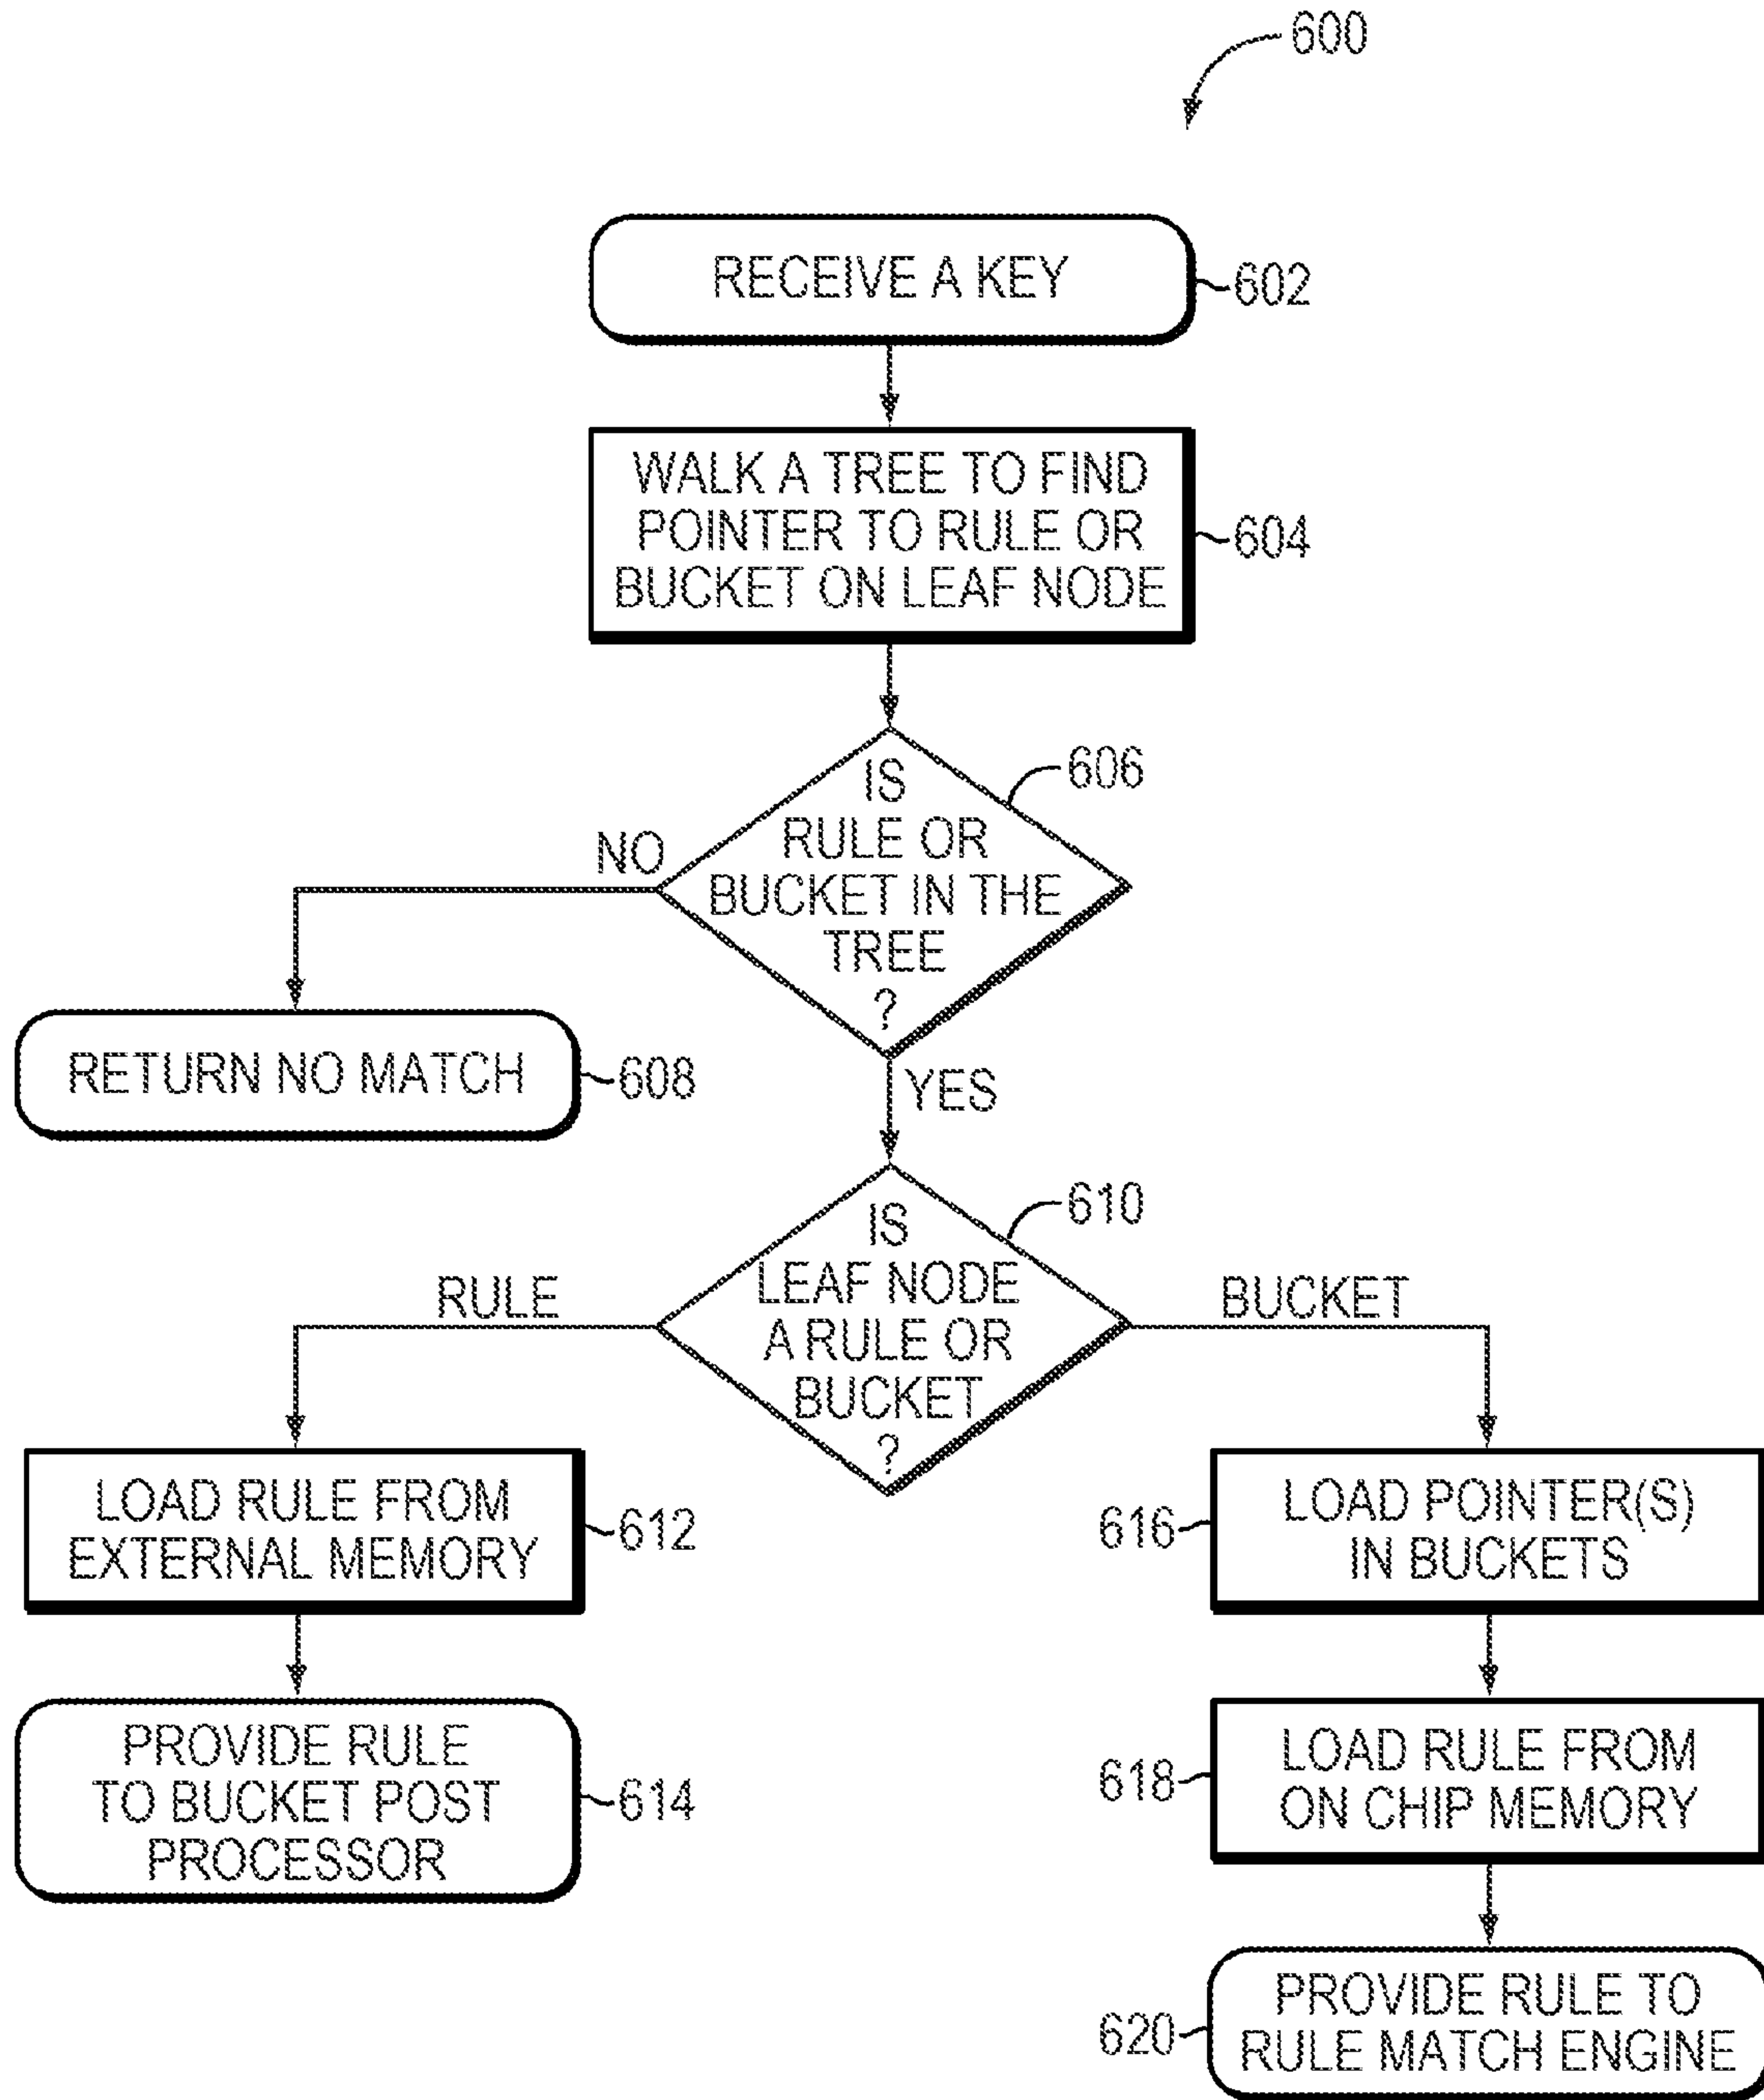 600
RECEIVE A KEY
602
WALK A TREE TO FIND
POINTER TO RULE OR
BUCKET ON LEAF NODE
604
IS
RULE OR
BUCKET IN THE
TREE
?
606
NO
RETURN NO MATCH
608
YES
IS
LEAF NODE
A RULE OR
BUCKET
?
610
RULE
BUCKET
LOAD RULE FROM
EXTERNAL MEMORY
612
PROVIDE RULE
TO BUCKET POST
PROCESSOR
614
616
LOAD POINTER(S)
IN BUCKETS
618
LOAD RULE FROM
ON CHIP MEMORY
620
PROVIDE RULE TO
RULE MATCH ENGINE